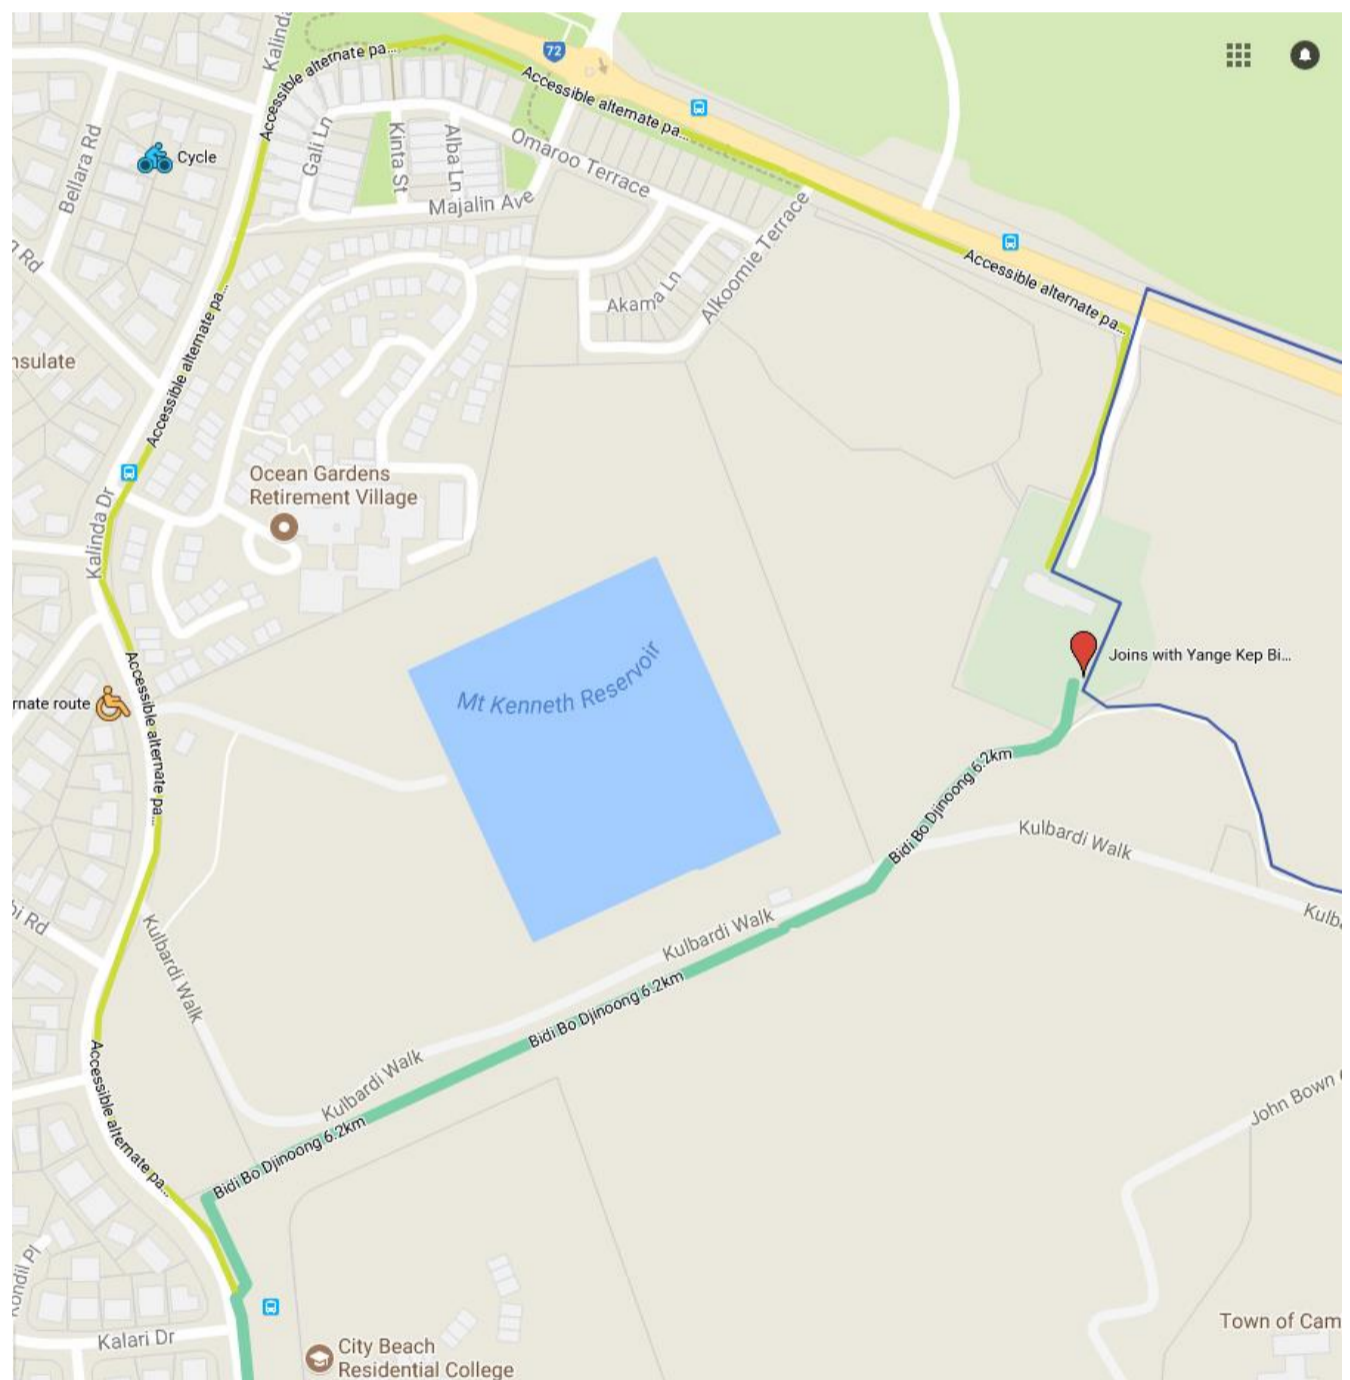 Kalinda
Accessible alternate pa...
72
Accessible alternate pa...
Bellara Rd
Cycle
Gali Ln
Kinta St
Alba Ln
Omaroo Terrace
Majalin Ave
Rd
Akama Ln
Alkoomie Terrace
Accessible alternate pa...
Accessible alternate pa...
nsulate
Ocean Gardens
Retirement Village
Kalinda Dr
Mt Kenneth Reservoir
Joins with Yange Kep Bi...
rnate route
Accessible alternate pa...
Bidi Bo Djinoong 6.2km
Kulbardi Walk
Kulbardi Walk
Kulbardi Walk
Kulb
bi Rd
Bidi Bo Djinoong 6.2km
Kulbardi Walk
Accessible alternate pa...
Bidi Bo Djinoong 6.2km
John Bown
Kondil Pl
Kalari Dr
City Beach
Residential College
Town of Cam